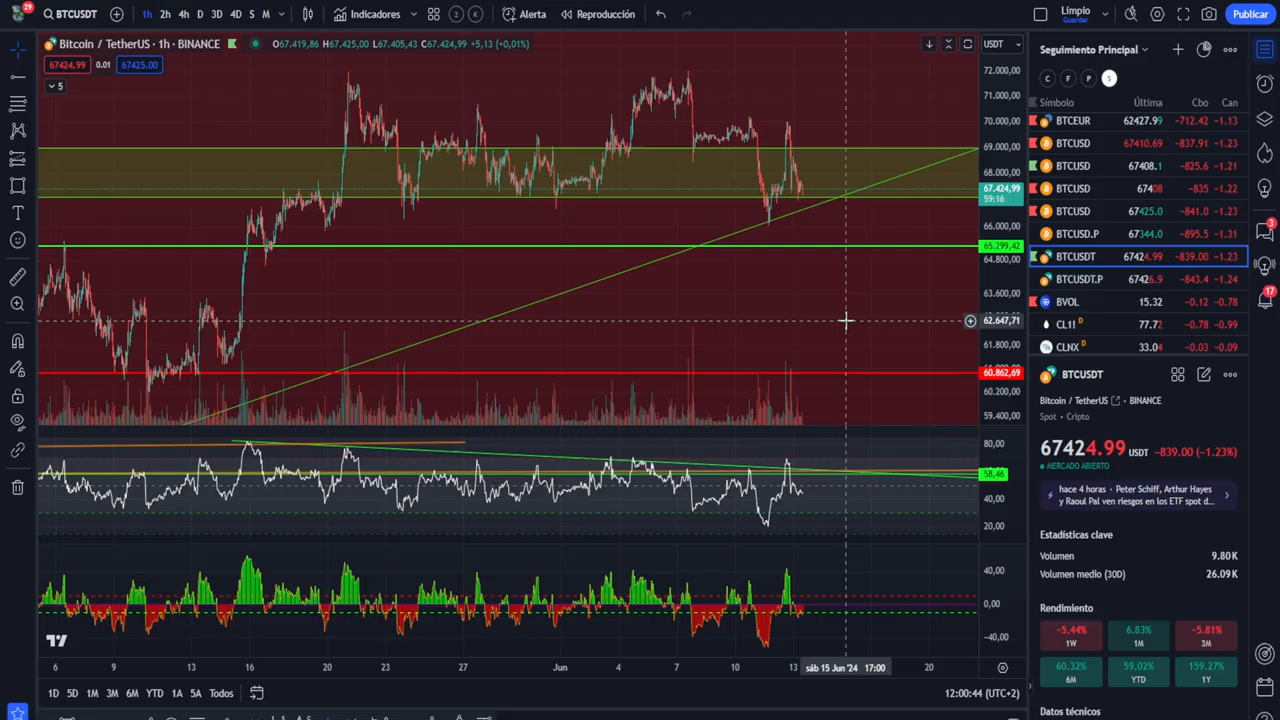 29
BTCUSDT
1h 2h 4h D 3D 4D S M
Indicadores
2
K
Alerta
Reproducción
Limpio
Guardar
Publicar
Bitcoin / TetherUS · 1h · BINANCE
O67.419,86 H67.425,00 L67.405,43 C67.424,99 +5,13 (+0,01%)
67424.99
0.01
67425.00
5
USDT
72.000,00
71.000,00
70.000,00
69.000,00
68.000,00
67.424,99
59:16
66.000,00
65.299,42
64.800,00
63.600,00
62.647,71
61.800,00
60.862,69
60.200,00
59.400,00
80,00
58,46
40,00
20,00
40,00
0,00
−40,00
6 9 13 16 20 23 27 Jun 4 7 10 13
sáb 15 Jun '24 17:00
20
1D 5D 1M 3M 6M YTD 1A 5A Todos
12:00:44 (UTC+2)
Seguimiento Principal
C F P S
Símbolo Última Cbo Can
BTCEUR 62427.99 −712.42 −1.13
BTCUSD 67410.69 −837.91 −1.23
BTCUSD 67408.1 −825.6 −1.21
BTCUSD 67408 −835 −1.22
BTCUSD 67425.0 −841.0 −1.23
BTCUSD.P 67344.0 −895.5 −1.31
BTCUSDT 67424.99 −839.00 −1.23
BTCUSDT.P 67426.9 −843.4 −1.24
BVOL 15.32 −0.12 −0.78
CL1! D 77.72 −0.78 −0.99
CLNX D 33.04 −0.03 −0.09
BTCUSDT
Bitcoin / TetherUS · BINANCE
Spot · Cripto
67424.99 USDT −839.00 (−1.23%)
MERCADO ABIERTO
hace 4 horas · Peter Schiff, Arthur Hayes
y Raoul Pal ven riesgos en los ETF spot d...
Estadísticas clave
Volumen 9.80K
Volumen medio (30D) 26.09K
Rendimiento
−5.44% 6.83% −5.81%
1W 1M 3M
60.32% 59.02% 159.27%
6M YTD 1Y
Datos técnicos
3
17